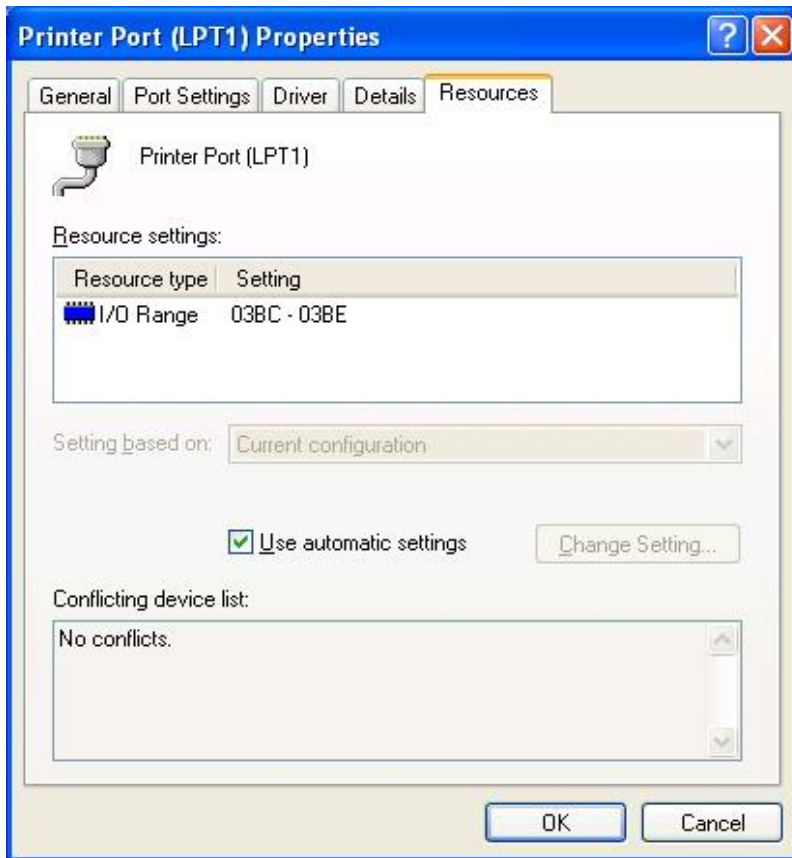 Printer Port (LPT1) Properties
General Port Settings Driver Details Resources
Printer Port (LPT1)
Resource settings:
Resource type Setting
I/O Range 03BC - 03BE
Setting based on: Current configuration
Use automatic settings Change Setting...
Conflicting device list:
No conflicts.
OK Cancel